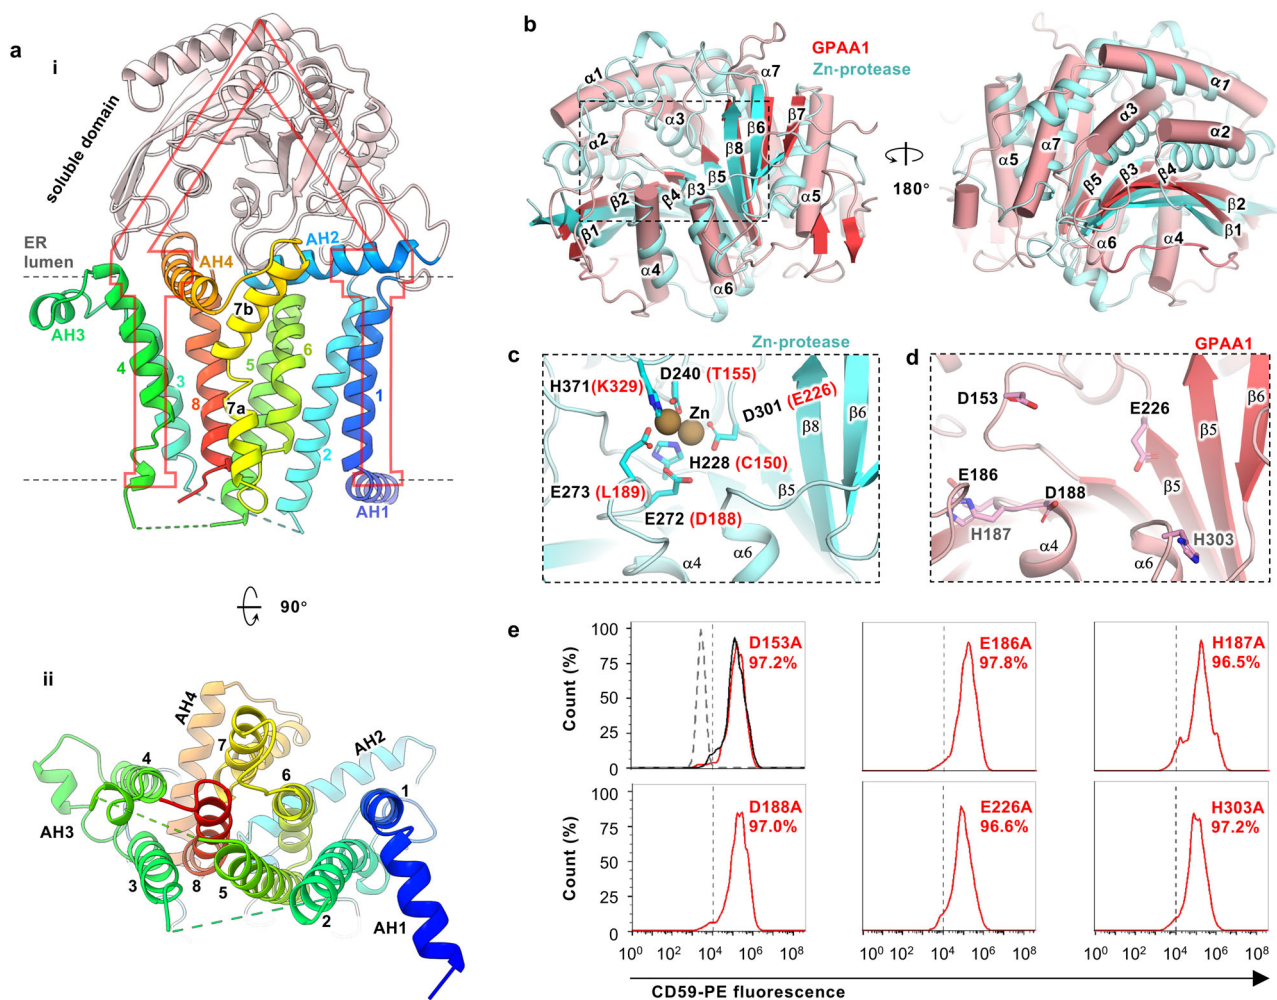 a
i
soluble domain
ER
lumen
AH2
AH4
AH3
7b
4
3
5
6
8
7a
1
2
AH1
90°
ii
AH4
7
AH2
4
6
1
AH3
3
8
5
2
AH1
b
GPAA1
Zn-protease
α1
α7
α3
α2
β6
β7
β8
β5
β3
β4
β2
α5
β1
α4
α6
180°
α1
α3
α2
α5
α7
β3
β4
β5
β2
β1
α6
α4
c
Zn-protease
D240 (T155)
H371(K329)
D301 (E226)
Zn
β6
β8
H228 (C150)
E273 (L189)
β5
E272 (D188)
α6
α4
d
GPAA1
D153
E226
β6
β5
E186
D188
β5
H187
H303
α4
α6
e
100
75
50
25
0
Count (%)
D153A
97.2%
E186A
97.8%
H187A
96.5%
100
75
50
25
0
Count (%)
D188A
97.0%
E226A
96.6%
H303A
97.2%
10⁰ 10² 10⁴ 10⁶ 10⁸
10⁰ 10² 10⁴ 10⁶ 10⁸
10⁰ 10² 10⁴ 10⁶ 10⁸
CD59-PE fluorescence